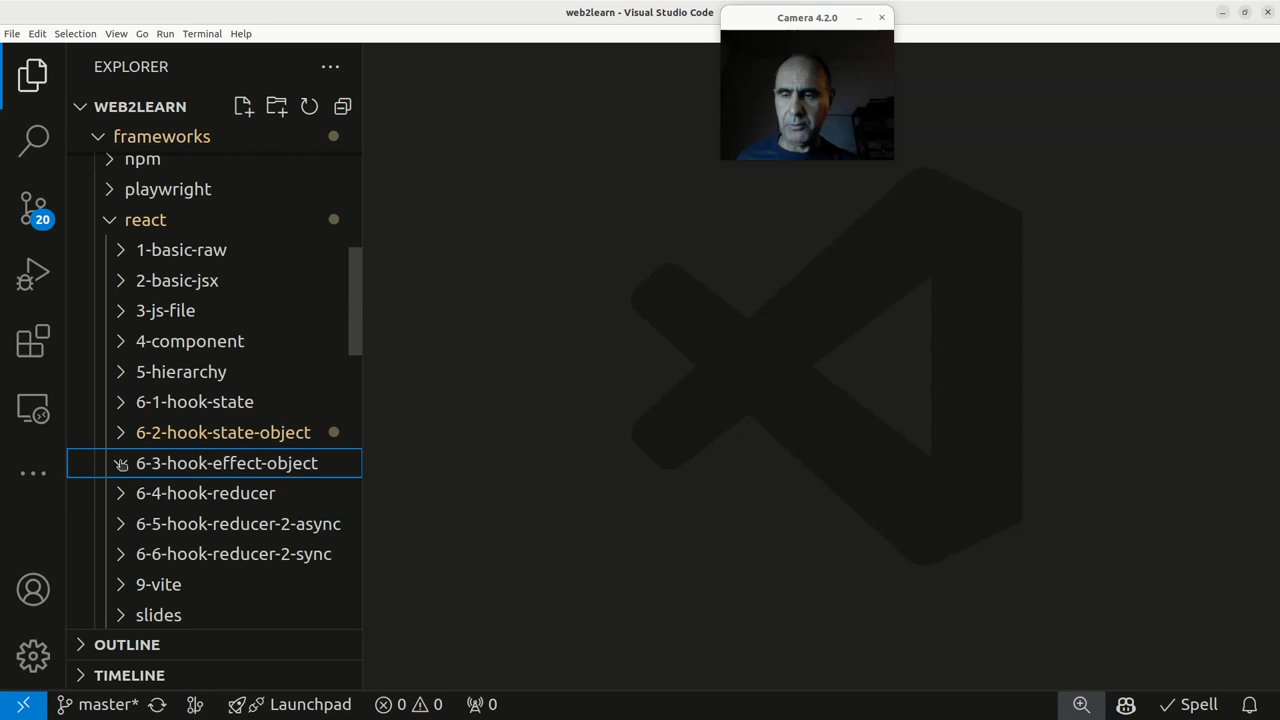 web2learn - Visual Studio Code
Camera 4.2.0
File Edit Selection View Go Run Terminal Help
EXPLORER
WEB2LEARN
frameworks
npm
playwright
react
1-basic-raw
2-basic-jsx
3-js-file
4-component
5-hierarchy
6-1-hook-state
6-2-hook-state-object
6-3-hook-effect-object
6-4-hook-reducer
6-5-hook-reducer-2-async
6-6-hook-reducer-2-sync
9-vite
slides
OUTLINE
TIMELINE
20
master* Launchpad 0 0 0 Spell